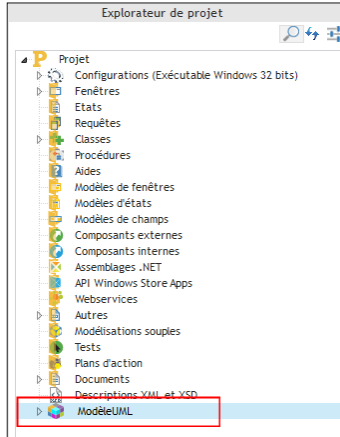 Explorateur de projet
Projet
Configurations (Exécutable Windows 32 bits)
Fenêtres
Etats
Requêtes
Classes
Procédures
Aides
Modèles de fenêtres
Modèles d'états
Modèles de champs
Composants externes
Composants internes
Assemblages .NET
API Windows Store Apps
Webservices
Autres
Modélisations souples
Tests
Plans d'action
Documents
Descriptions XML et XSD
ModèleUML